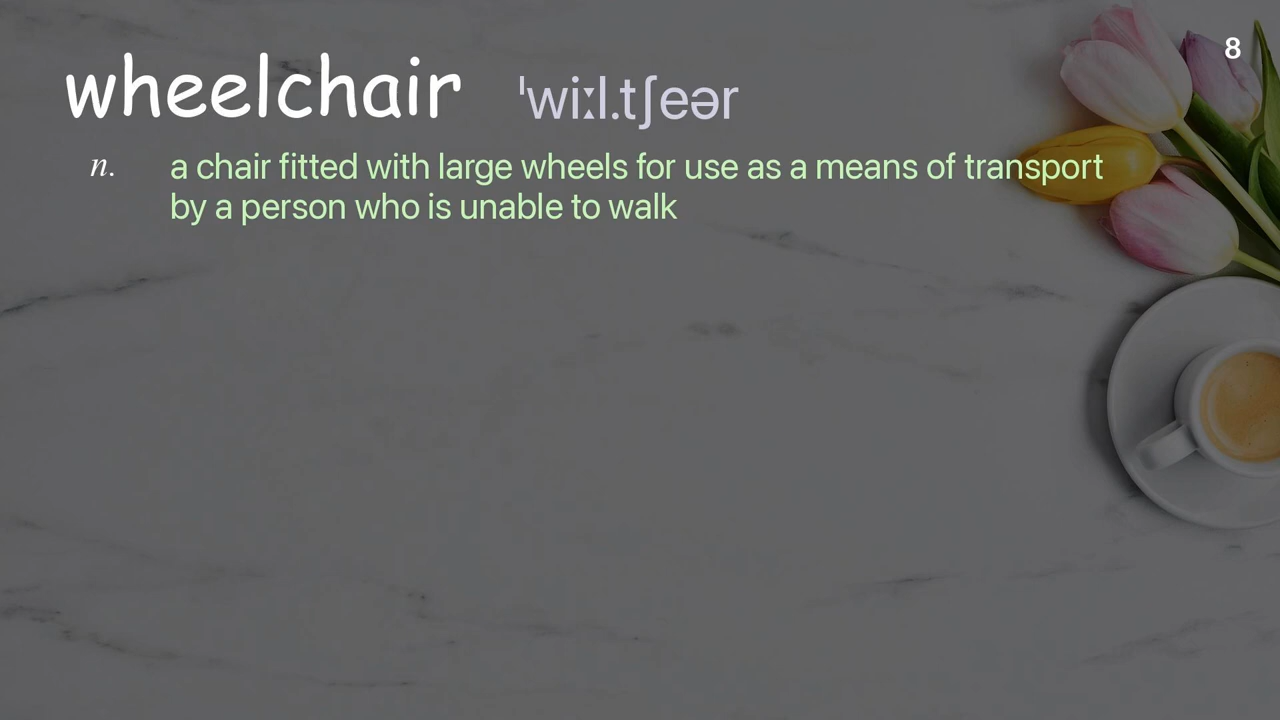 8
wheelchair ˈwiːl.tʃeər
n. a chair fitted with large wheels for use as a means of transport
by a person who is unable to walk